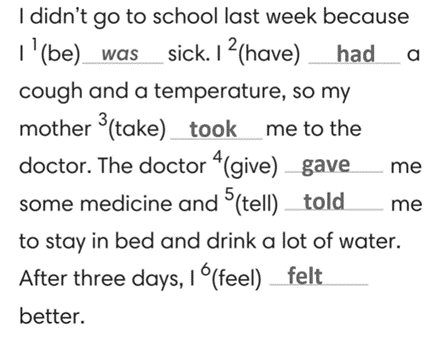 I didn't go to school last week because
I ¹(be) was sick. I ²(have) had a
cough and a temperature, so my
mother ³(take) took me to the
doctor. The doctor ⁴(give) gave me
some medicine and ⁵(tell) told me
to stay in bed and drink a lot of water.
After three days, I ⁶(feel) felt
better.